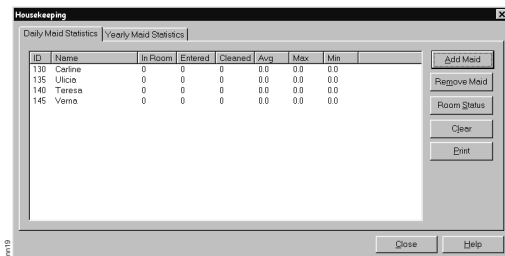 Housekeeping
Daily Maid Statistics Yearly Maid Statistics
ID Name In Room Entered Cleaned Avg Max Min
130 Carline 0 0 0 0.0 0.0 0.0
135 Ulicia 0 0 0 0.0 0.0 0.0
140 Teresa 0 0 0 0.0 0.0 0.0
145 Verna 0 0 0 0.0 0.0 0.0
Add Maid
Remove Maid
Room Status
Clear
Print
Close Help